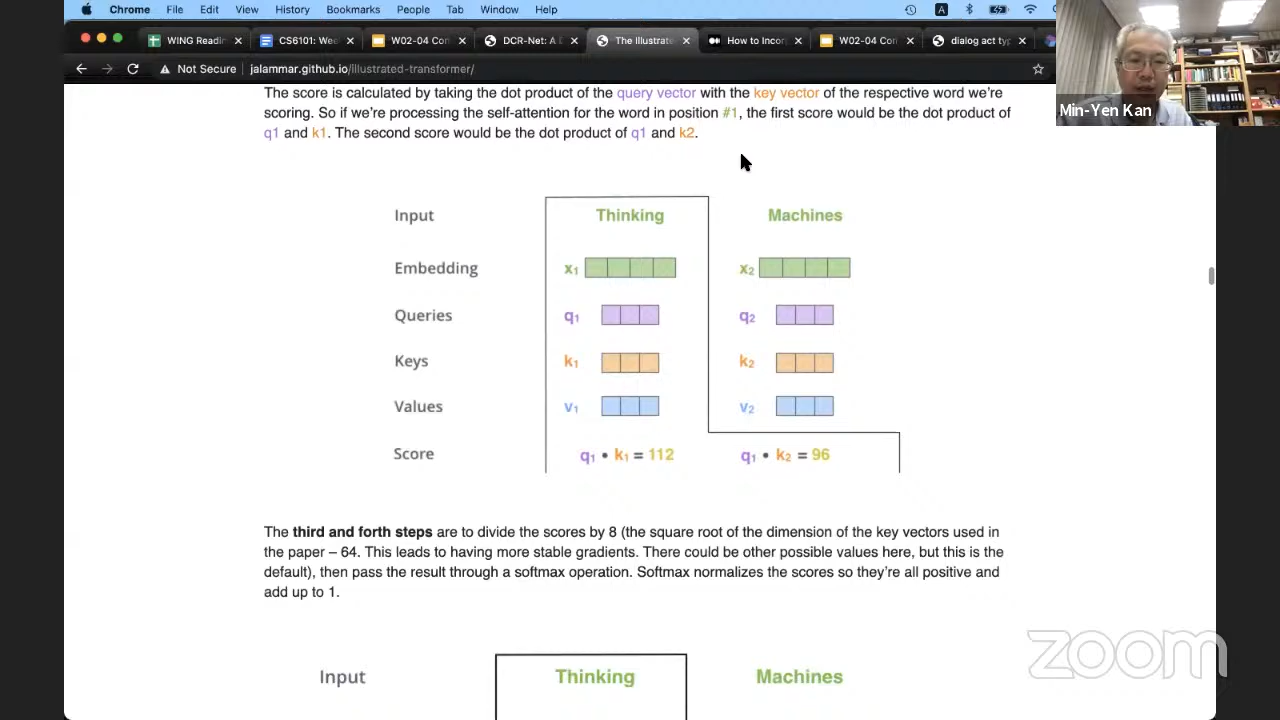 Chrome File Edit View History Bookmarks People Tab Window Help
WING Readi
CS6101: We
W02-04 Con
DCR-Net: A D
The Illustrate
How to Incor
W02-04 Con
dialog act typ
Not Secure | jalammar.github.io/illustrated-transformer/
Min-Yen Kan
The score is calculated by taking the dot product of the query vector with the key vector of the respective word we're
scoring. So if we're processing the self-attention for the word in position #1, the first score would be the dot product of
q1 and k1. The second score would be the dot product of q1 and k2.
Input Thinking Machines
Embedding x1 x2
Queries q1 q2
Keys k1 k2
Values v1 v2
Score q1 • k1 = 112 q1 • k2 = 96
The third and forth steps are to divide the scores by 8 (the square root of the dimension of the key vectors used in
the paper – 64. This leads to having more stable gradients. There could be other possible values here, but this is the
default), then pass the result through a softmax operation. Softmax normalizes the scores so they're all positive and
add up to 1.
zoom
Input Thinking Machines